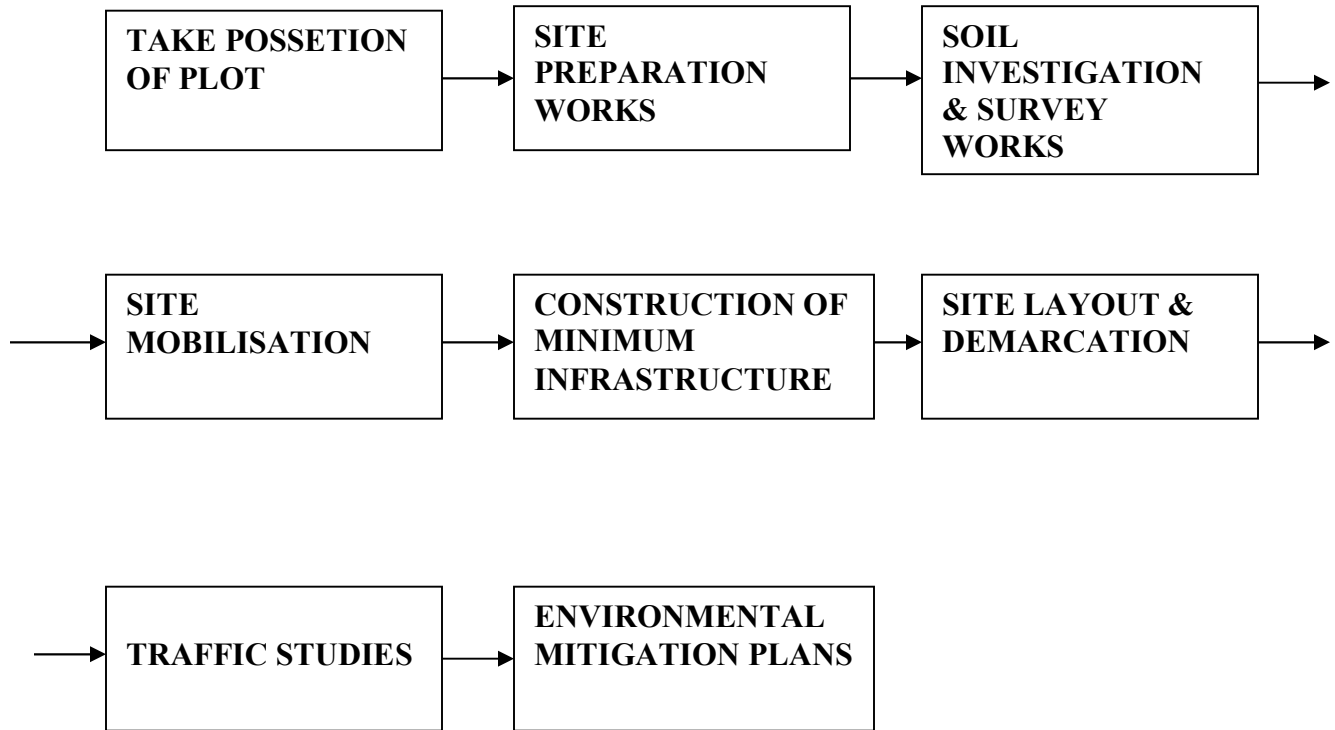 TAKE POSSETION
OF PLOT
SITE
PREPARATION
WORKS
SOIL
INVESTIGATION
& SURVEY
WORKS
SITE
MOBILISATION
CONSTRUCTION OF
MINIMUM
INFRASTRUCTURE
SITE LAYOUT &
DEMARCATION
TRAFFIC STUDIES
ENVIRONMENTAL
MITIGATION PLANS